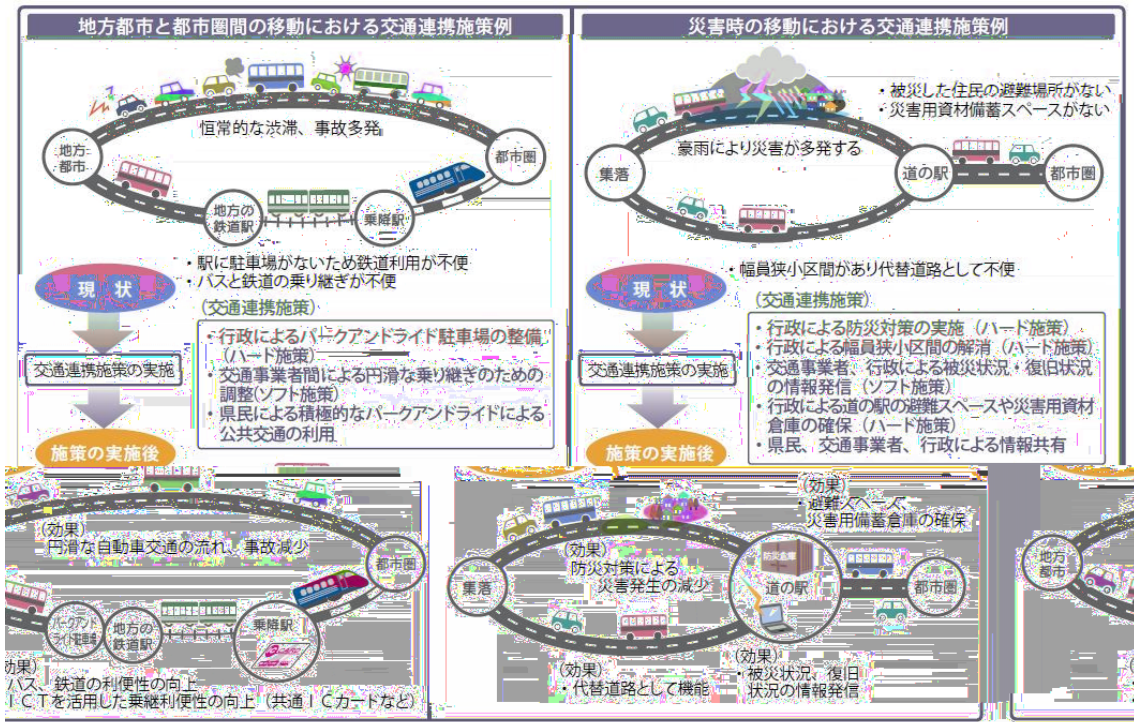 地方都市と都市圏間の移動における交通連携施策例
恒常的な渋滞、事故多発
地方
都市
都市圏
地方の
鉄道駅
乗降駅
・駅に駐車場がないため鉄道利用が不便
・バスと鉄道の乗り継ぎが不便
現 状
(交通連携施策)
・行政によるパークアンドライド駐車場の整備
(ハード施策)
・交通事業者間による円滑な乗り継ぎのための
調整(ソフト施策)
・県民による積極的なパークアンドライドによる
公共交通の利用
交通連携施策の実施
施策の実施後
災害時の移動における交通連携施策例
・被災した住民の避難場所がない
・災害用資材備蓄スペースがない
豪雨により災害が多発する
集落
道の駅
都市圏
・幅員狭小区間があり代替道路として不便
現 状
(交通連携施策)
・行政による防災対策の実施(ハード施策)
・行政による幅員狭小区間の解消(ハード施策)
・交通事業者、行政による被災状況・復旧状況
の情報発信(ソフト施策)
・行政による道の駅の避難スペースや災害用資材
倉庫の確保(ハード施策)
・県民、交通事業者、行政による情報共有
交通連携施策の実施
施策の実施後
(効果)
円滑な自動車交通の流れ、事故減少
都市圏
パークアンド
ライド駐車場
地方の
鉄道駅
乗降駅
効果)
バス、鉄道の利便性の向上
ICTを活用した乗継利便性の向上(共通ICカードなど)
(効果)
・避難スペース、
災害用備蓄倉庫の確保
(効果)
防災対策による
災害発生の減少
集落
防災倉庫
道の駅
都市圏
(効果)
・代替道路として機能
(効果)
・被災状況、復旧
状況の情報発信
地方
都市